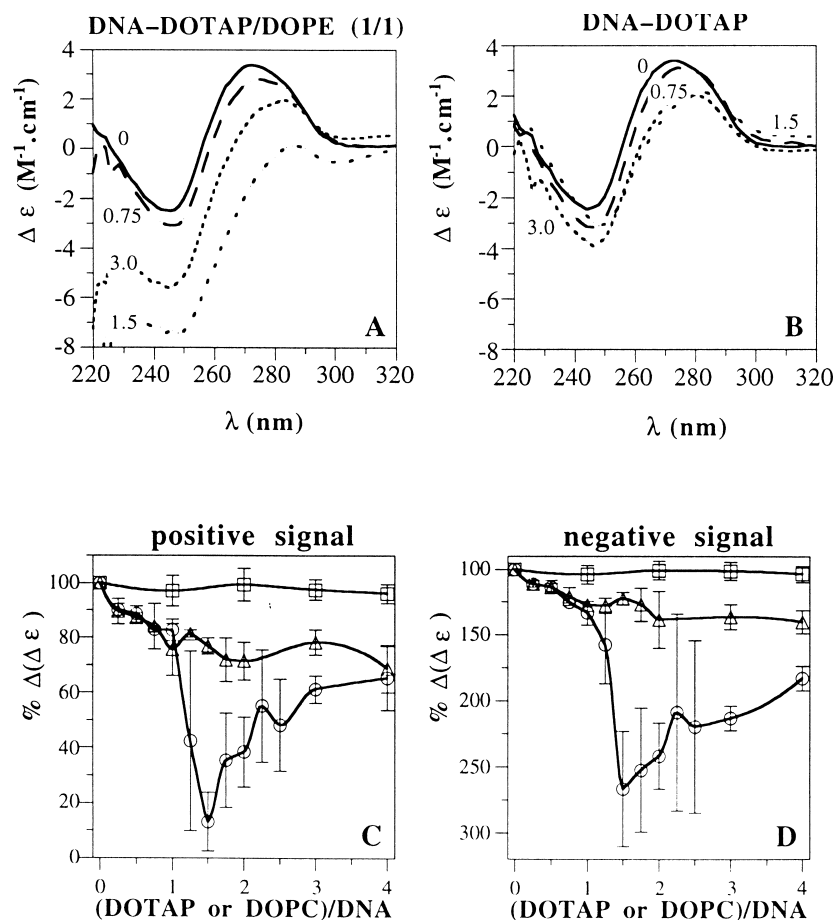 DNA–DOTAP/DOPE (1/1)
DNA–DOTAP
Δ ε (M⁻¹.cm⁻¹)
4
2
0
-2
-4
-6
-8
0
0.75
3.0
1.5
A
220 240 260 280 300 320
λ (nm)
Δ ε (M⁻¹.cm⁻¹)
4
2
0
-2
-4
-6
-8
0
0.75
1.5
3.0
B
220 240 260 280 300 320
λ (nm)
positive signal
negative signal
% Δ(Δ ε)
100
80
60
40
20
0
C
0 1 2 3 4
(DOTAP or DOPC)/DNA
% Δ(Δ ε)
100
150
200
250
300
D
0 1 2 3 4
(DOTAP or DOPC)/DNA